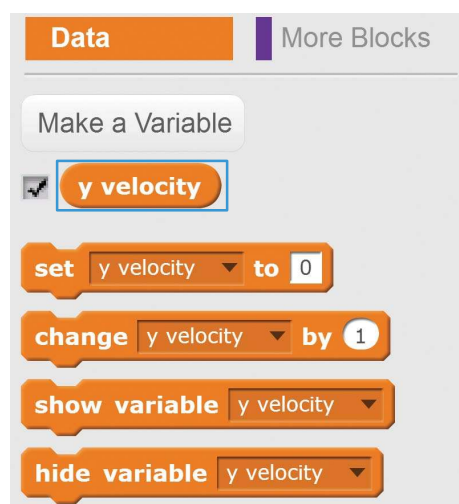 Data More Blocks
Make a Variable
y velocity
set y velocity to 0
change y velocity by 1
show variable y velocity
hide variable y velocity